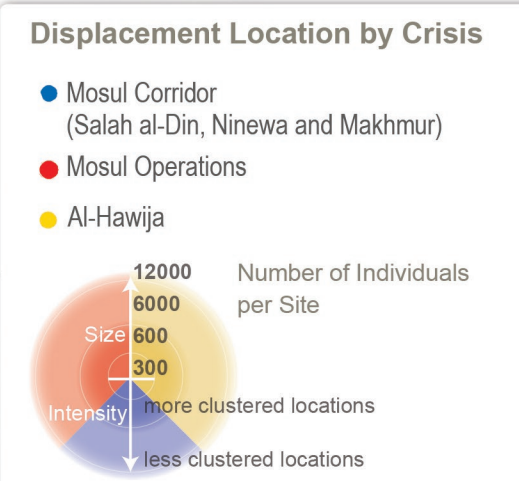 Displacement Location by Crisis
Mosul Corridor
(Salah al-Din, Ninewa and Makhmur)
Mosul Operations
Al-Hawija
12000
Number of Individuals
per Site
6000
Size
600
300
Intensity
more clustered locations
less clustered locations